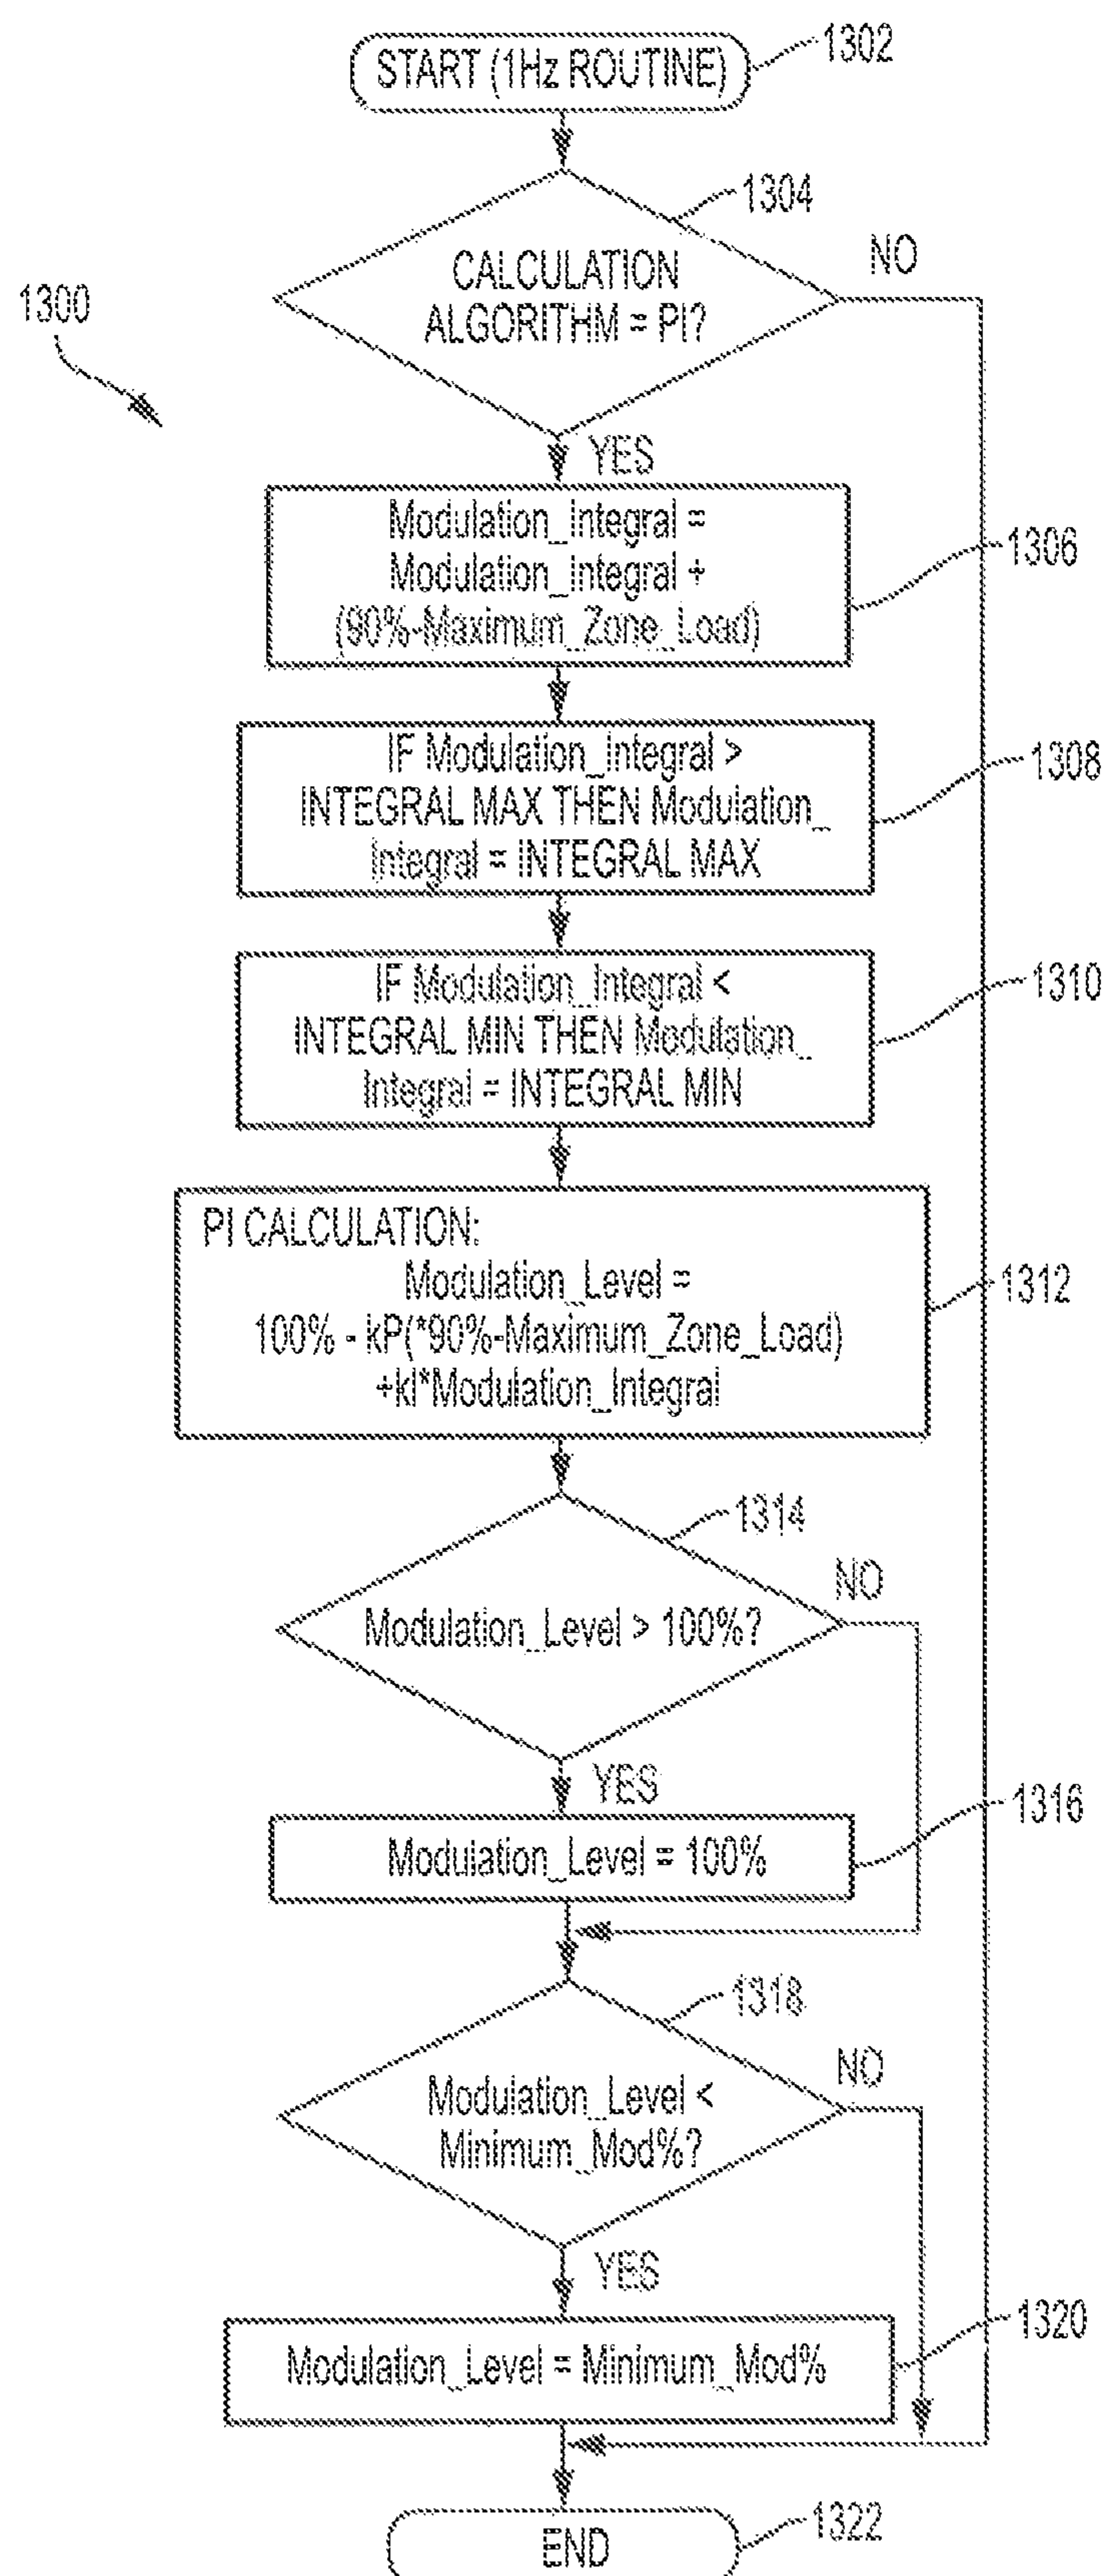 START (1Hz ROUTINE)
1302
1304
CALCULATION
ALGORITHM = PI?
NO
1300
YES
Modulation_Integral =
Modulation_Integral +
(90%-Maximum_Zone_Load)
1306
IF Modulation_Integral >
INTEGRAL MAX THEN Modulation_
Integral = INTEGRAL MAX
1308
IF Modulation_Integral <
INTEGRAL MIN THEN Modulation_
Integral = INTEGRAL MIN
1310
PI CALCULATION:
Modulation_Level =
100% - kP(*90%-Maximum_Zone_Load)
+kI*Modulation_Integral
1312
1314
NO
Modulation_Level > 100%?
YES
1316
Modulation_Level = 100%
1318
NO
Modulation_Level <
Minimum_Mod%?
YES
1320
Modulation_Level = Minimum_Mod%
1322
END